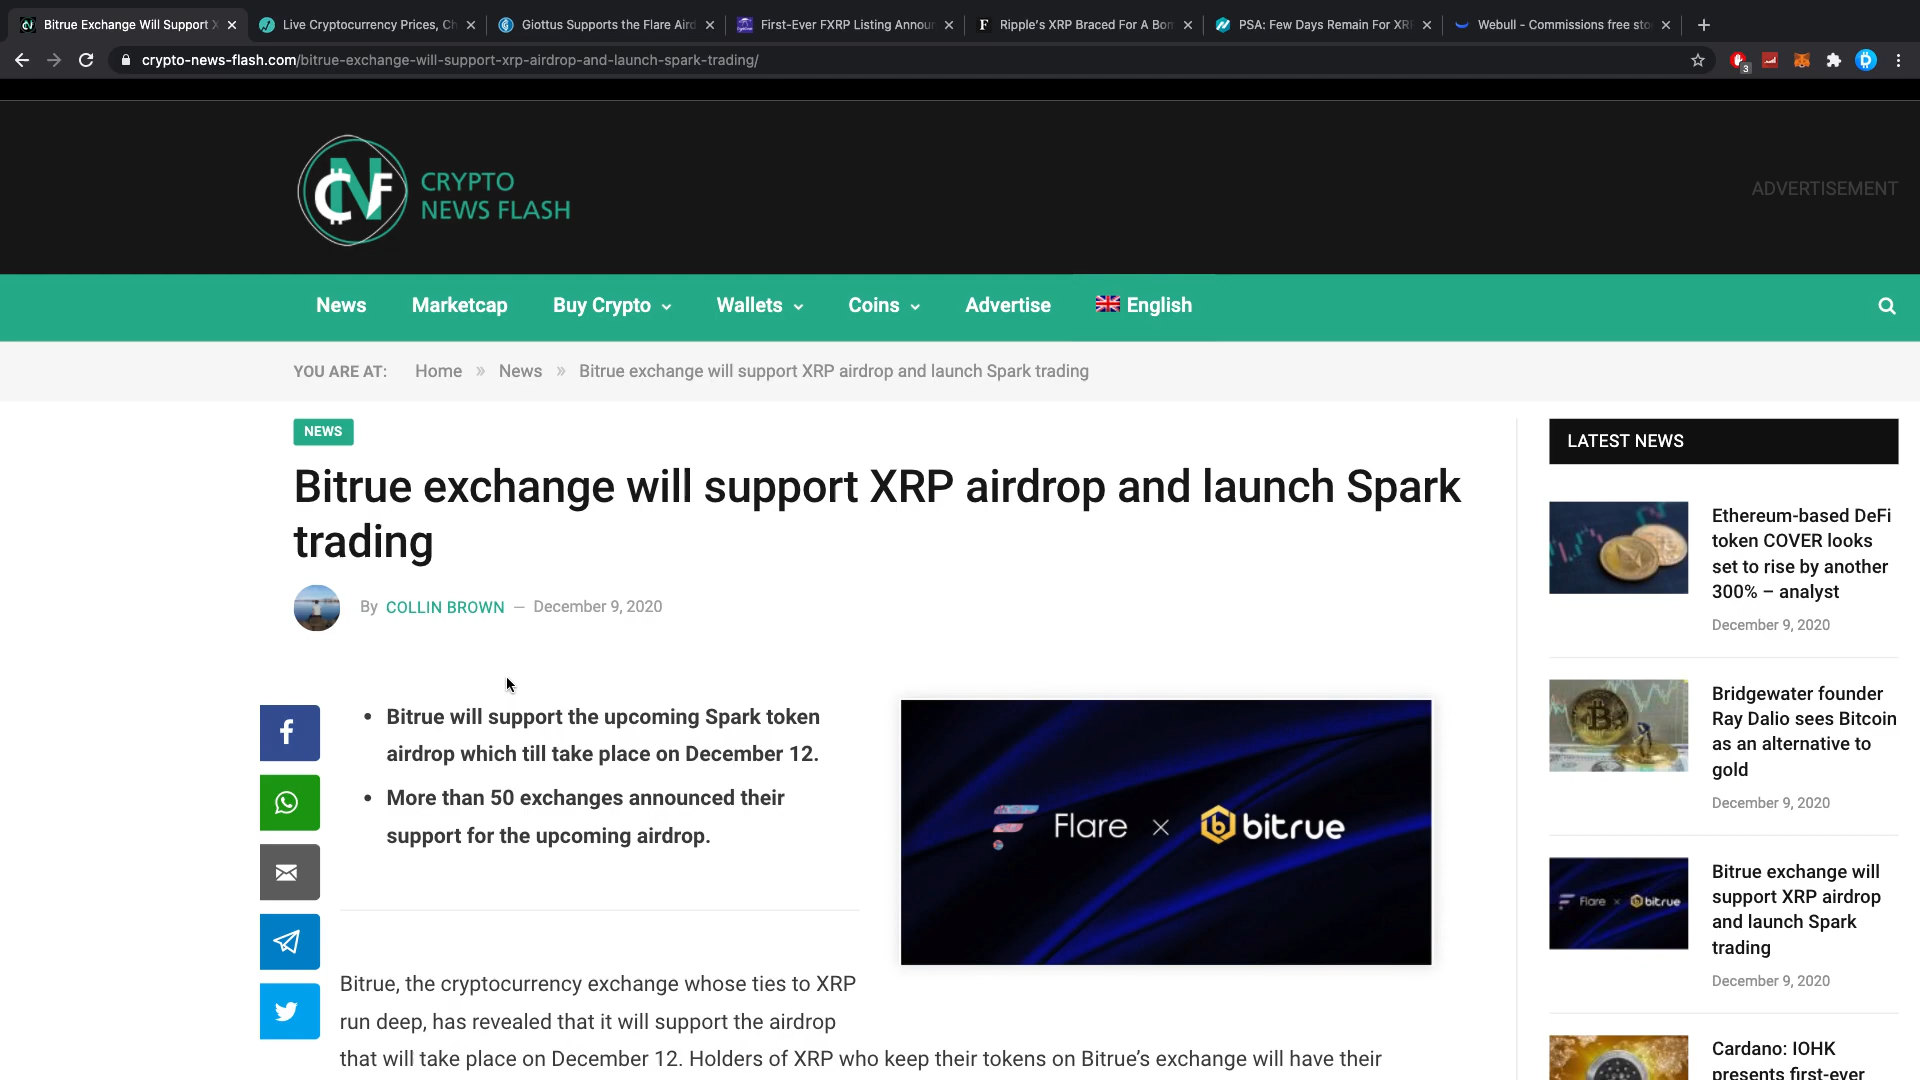 Bitrue Exchange Will Support X
Live Cryptocurrency Prices, Ch
Giottus Supports the Flare Aird
First-Ever FXRP Listing Announ
Ripple's XRP Braced For A Bom
PSA: Few Days Remain For XRP
Webull - Commissions free sto
crypto-news-flash.com/bitrue-exchange-will-support-xrp-airdrop-and-launch-spark-trading/
3
CNF
CRYPTO
NEWS FLASH
ADVERTISEMENT
News
Marketcap
Buy Crypto
Wallets
Coins
Advertise
English
YOU ARE AT: Home » News » Bitrue exchange will support XRP airdrop and launch Spark trading
NEWS
Bitrue exchange will support XRP airdrop and launch Spark
trading
By COLLIN BROWN — December 9, 2020
• Bitrue will support the upcoming Spark token
airdrop which till take place on December 12.
• More than 50 exchanges announced their
support for the upcoming airdrop.
Flare × bitrue
Bitrue, the cryptocurrency exchange whose ties to XRP
run deep, has revealed that it will support the airdrop
that will take place on December 12. Holders of XRP who keep their tokens on Bitrue's exchange will have their
LATEST NEWS
Ethereum-based DeFi
token COVER looks
set to rise by another
300% – analyst
December 9, 2020
Bridgewater founder
Ray Dalio sees Bitcoin
as an alternative to
gold
December 9, 2020
Flare × bitrue
Bitrue exchange will
support XRP airdrop
and launch Spark
trading
December 9, 2020
Cardano: IOHK
presents first-ever